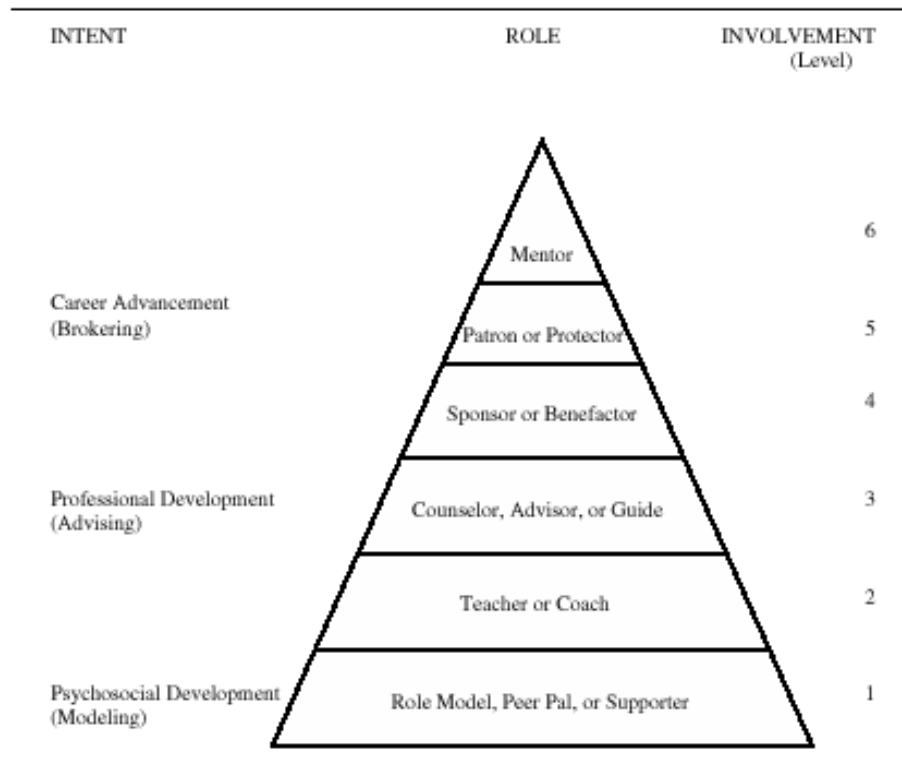 INTENT ROLE INVOLVEMENT
(Level)
6
Mentor
Career Advancement
(Brokering)
5
Patron or Protector
4
Sponsor or Benefactor
Professional Development
(Advising)
3
Counselor, Advisor, or Guide
2
Teacher or Coach
Psychosocial Development
(Modeling)
1
Role Model, Peer Pal, or Supporter